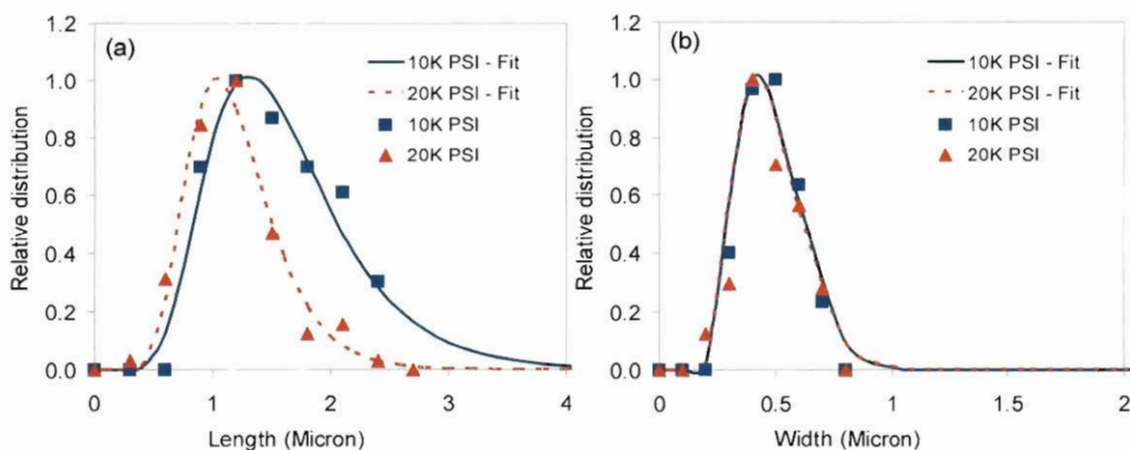 (a)
1.2
1.0
0.8
0.6
0.4
0.2
0.0
Relative distribution
10K PSI - Fit
20K PSI - Fit
10K PSI
20K PSI
0 1 2 3 4
Length (Micron)
(b)
1.2
1.0
0.8
0.6
0.4
0.2
0.0
Relative distribution
10K PSI - Fit
20K PSI - Fit
10K PSI
20K PSI
0 0.5 1 1.5 2
Width (Micron)